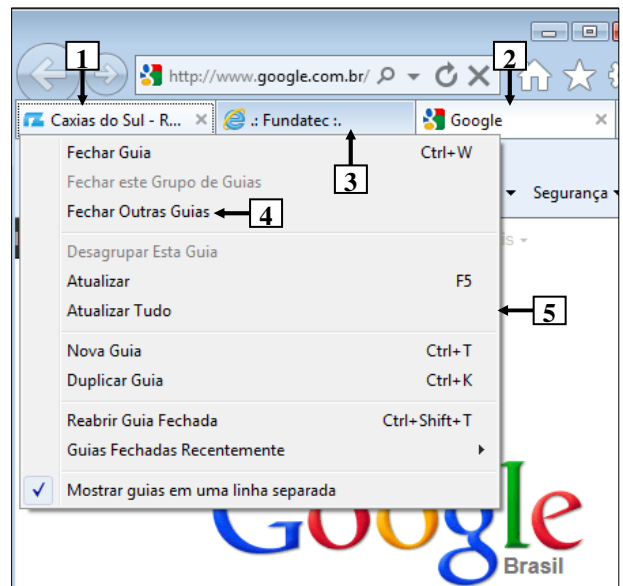 1
2
http://www.google.com.br/
Caxias do Sul - R...
.: Fundatec :.
Google
Fechar Guia Ctrl+W
Fechar este Grupo de Guias
3
Segurança
Fechar Outras Guias
4
is
Desagrupar Esta Guia
Atualizar F5
Atualizar Tudo
5
Nova Guia Ctrl+T
Duplicar Guia Ctrl+K
Reabrir Guia Fechada Ctrl+Shift+T
Guias Fechadas Recentemente
Mostrar guias em uma linha separada
Google
Brasil